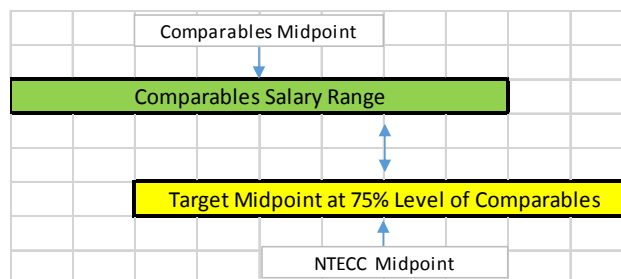 Comparables Midpoint
Comparables Salary Range
Target Midpoint at 75% Level of Comparables
NTECC Midpoint